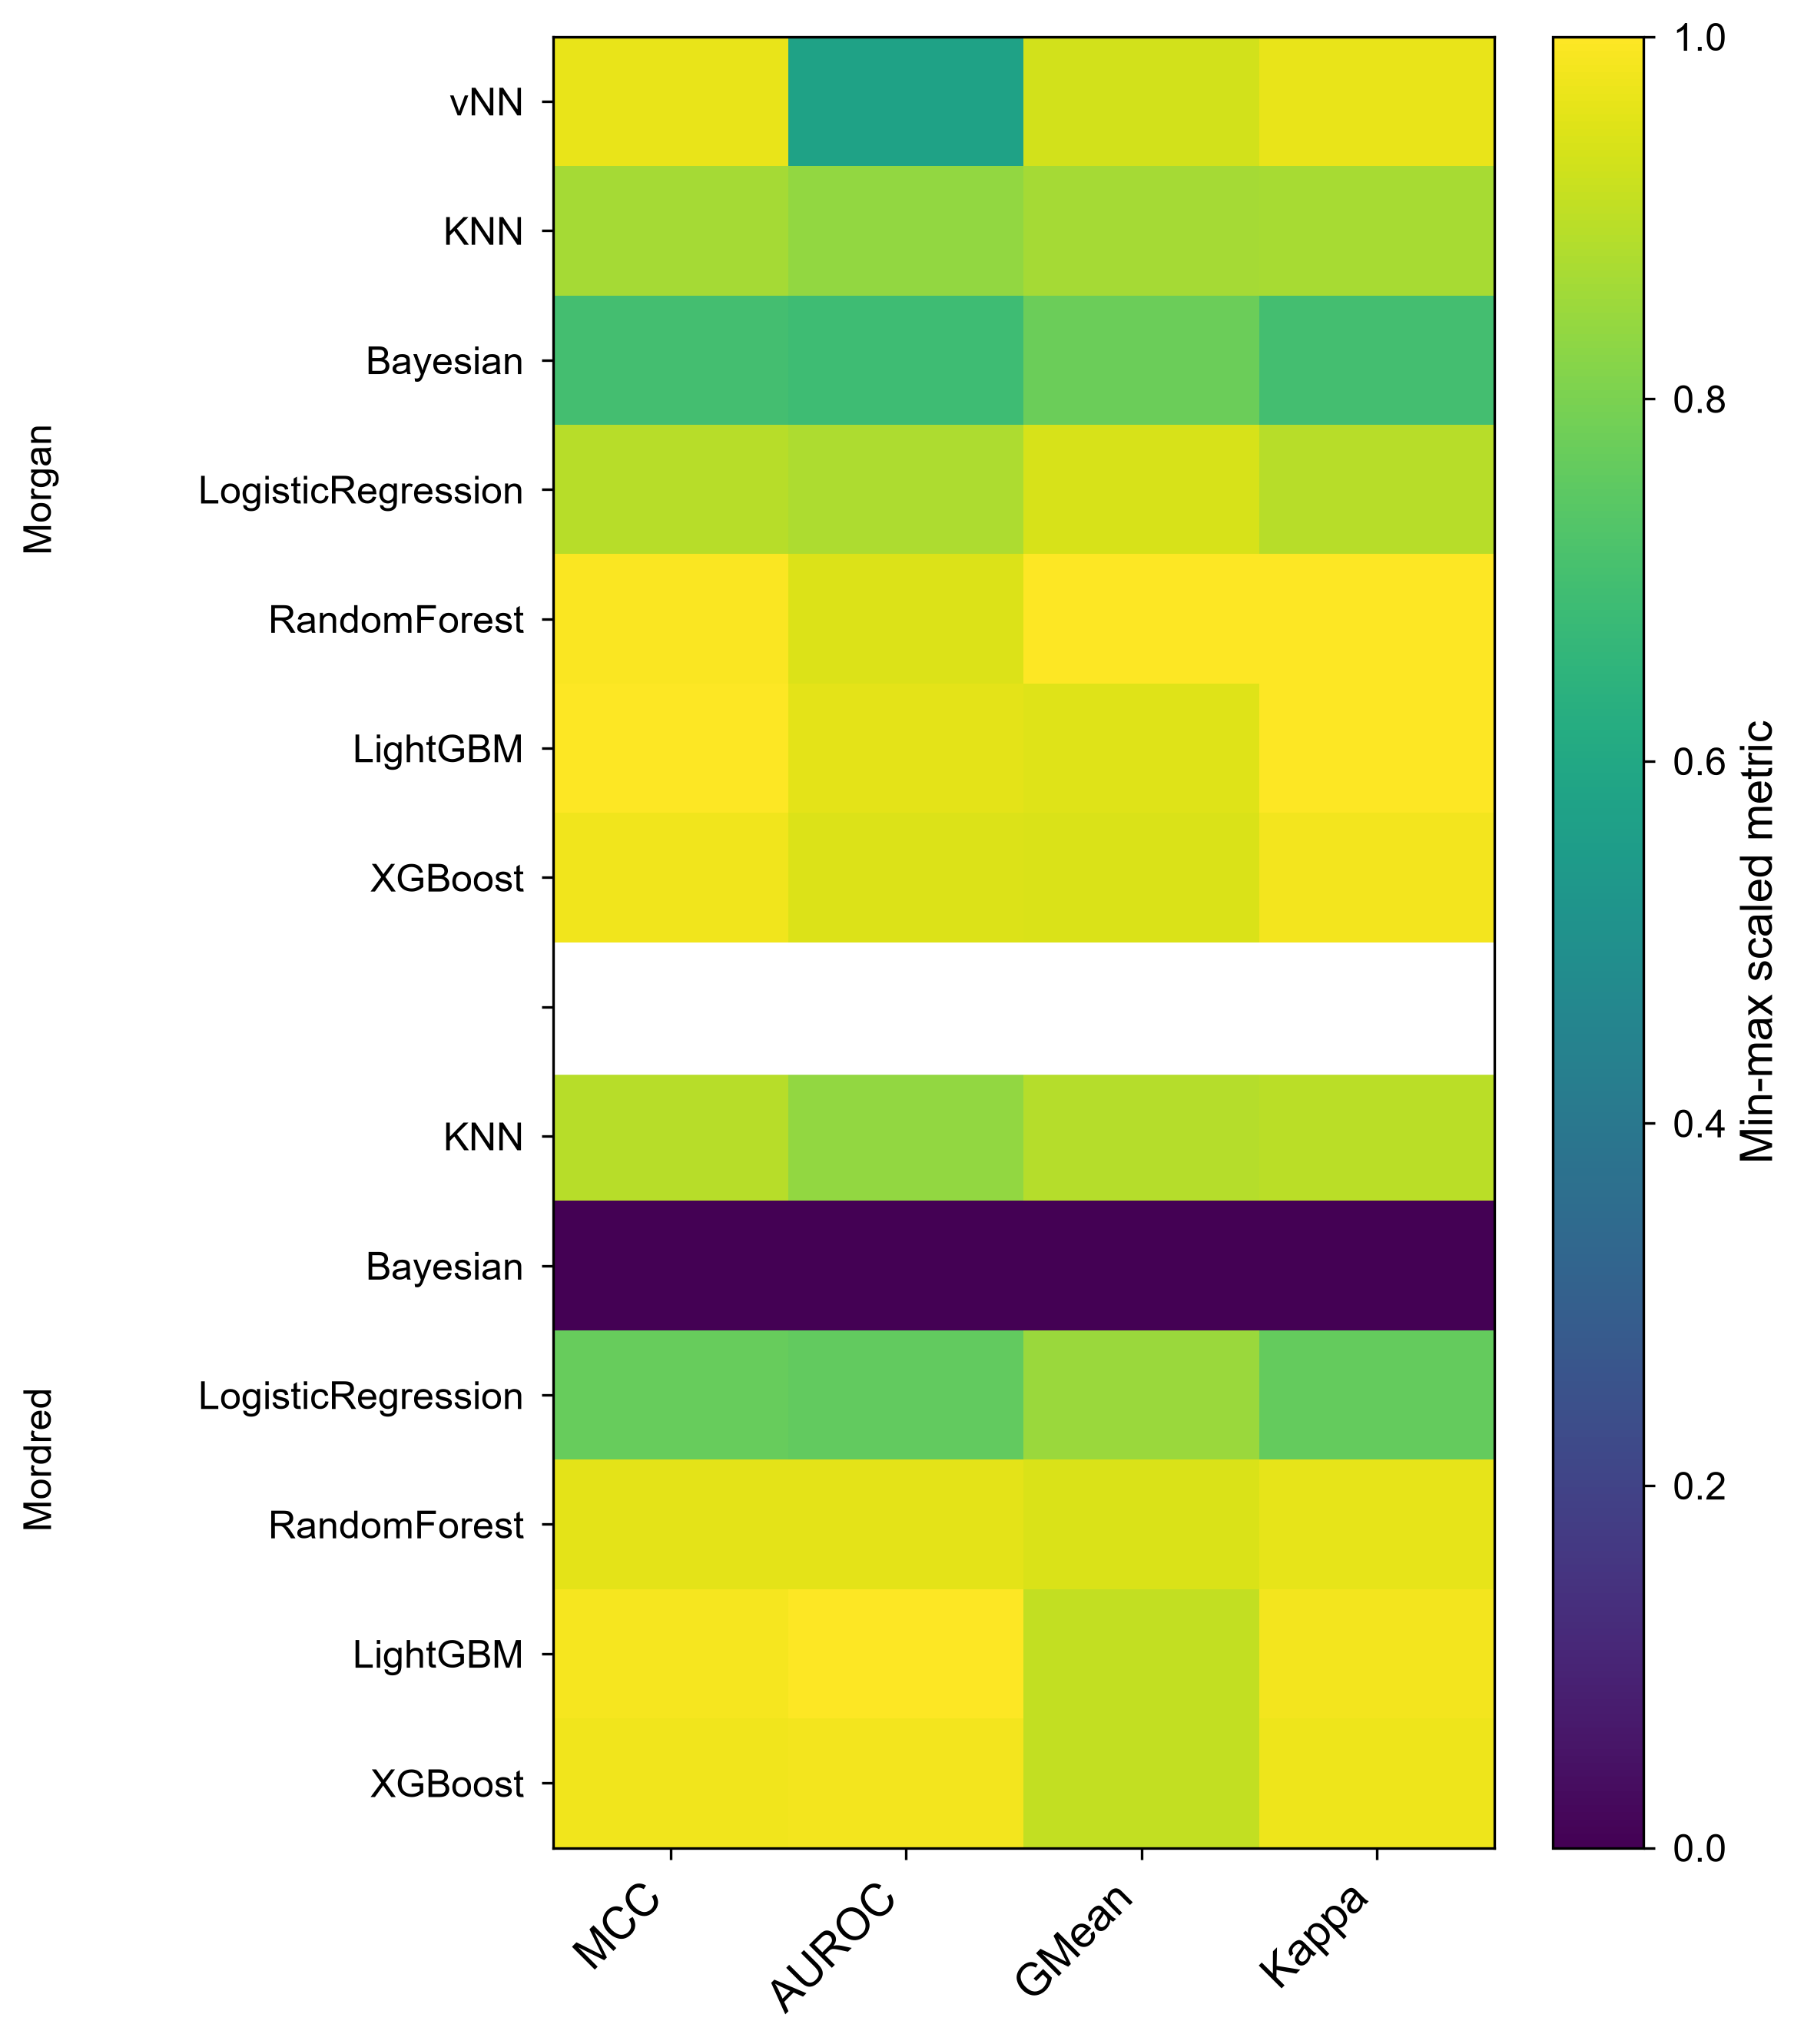 Morgan
vNN
KNN
Bayesian
LogisticRegression
RandomForest
LightGBM
XGBoost
Mordred
KNN
Bayesian
LogisticRegression
RandomForest
LightGBM
XGBoost
MCC
AUROC
GMean
Kappa
1.0
0.8
0.6
0.4
0.2
0.0
Min-max scaled metric